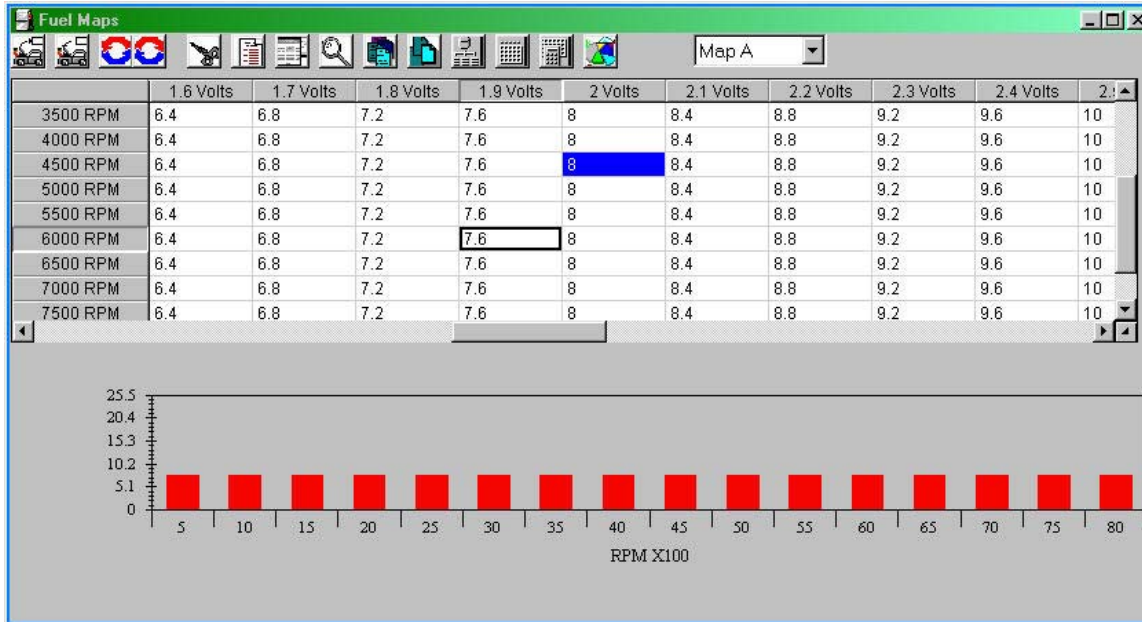 Fuel Maps
Map A
1.6 Volts 1.7 Volts 1.8 Volts 1.9 Volts 2 Volts 2.1 Volts 2.2 Volts 2.3 Volts 2.4 Volts
3500 RPM 6.4 6.8 7.2 7.6 8 8.4 8.8 9.2 9.6 10
4000 RPM 6.4 6.8 7.2 7.6 8 8.4 8.8 9.2 9.6 10
4500 RPM 6.4 6.8 7.2 7.6 8 8.4 8.8 9.2 9.6 10
5000 RPM 6.4 6.8 7.2 7.6 8 8.4 8.8 9.2 9.6 10
5500 RPM 6.4 6.8 7.2 7.6 8 8.4 8.8 9.2 9.6 10
6000 RPM 6.4 6.8 7.2 7.6 8 8.4 8.8 9.2 9.6 10
6500 RPM 6.4 6.8 7.2 7.6 8 8.4 8.8 9.2 9.6 10
7000 RPM 6.4 6.8 7.2 7.6 8 8.4 8.8 9.2 9.6 10
7500 RPM 6.4 6.8 7.2 7.6 8 8.4 8.8 9.2 9.6 10
25.5
20.4
15.3
10.2
5.1
0
5 10 15 20 25 30 35 40 45 50 55 60 65 70 75 80
RPM X100